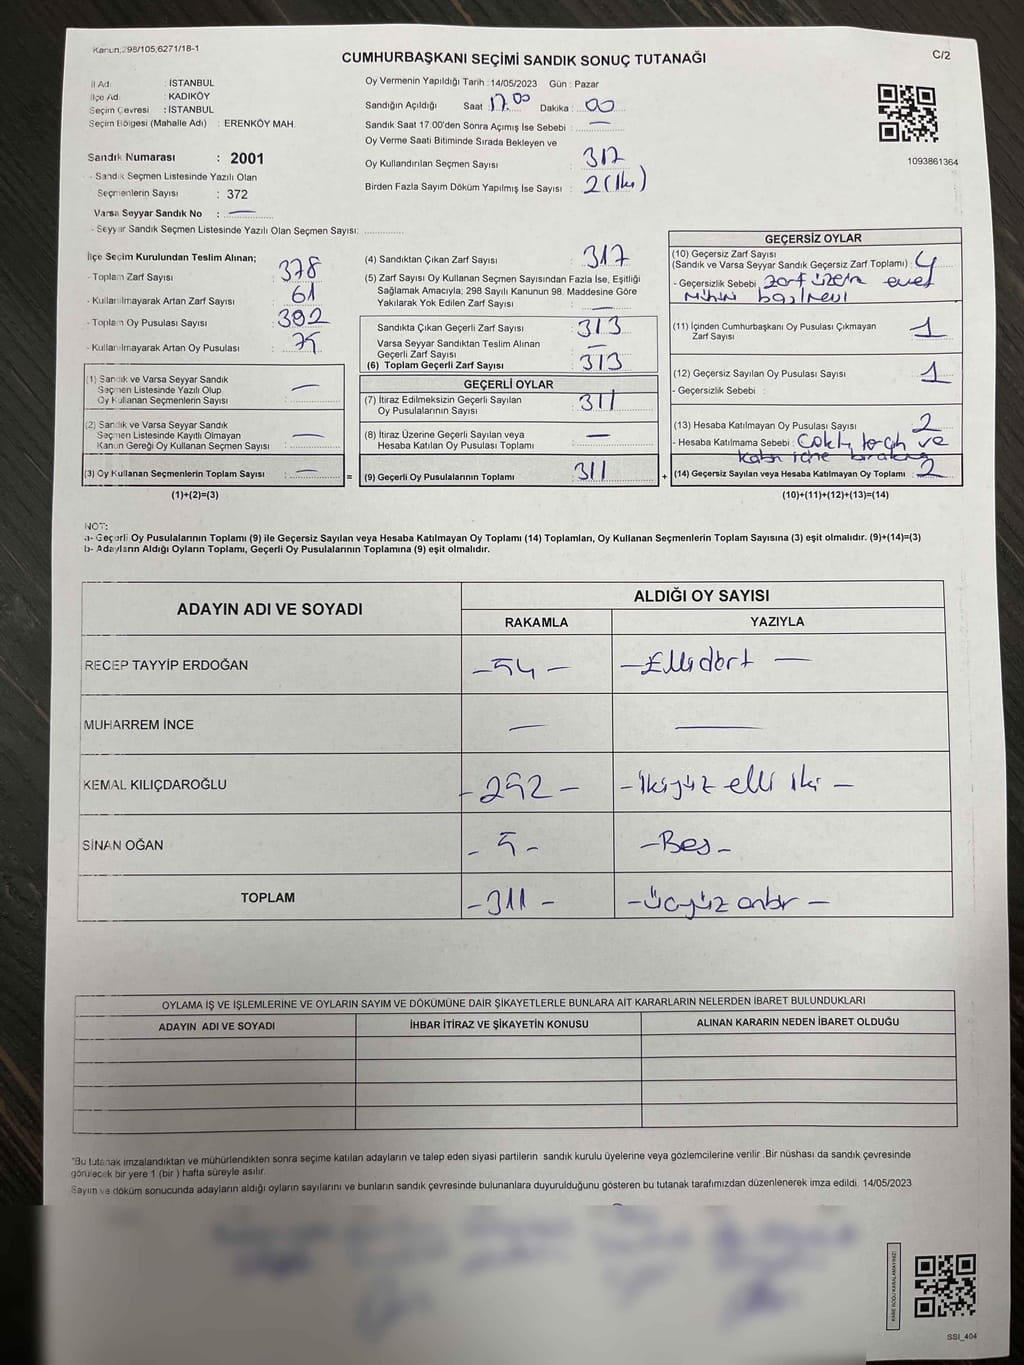 Kanun,298/105,6271/18-1
CUMHURBAŞKANI SEÇİMİ SANDIK SONUÇ TUTANAĞI
C/2
İl Adı : İSTANBUL
İlçe Adı : KADIKÖY
Seçim Çevresi : İSTANBUL
Seçim Bölgesi (Mahalle Adı) : ERENKÖY MAH.
Sandık Numarası : 2001
- Sandık Seçmen Listesinde Yazılı Olan
Seçmenlerin Sayısı : 372
Varsa Seyyar Sandık No : —
- Seyyar Sandık Seçmen Listesinde Yazılı Olan Seçmen Sayısı:
Oy Vermenin Yapıldığı Tarih :14/05/2023 Gün : Pazar
Sandığın Açıldığı Saat : 17.00 Dakika : 00
Sandık Saat 17:00'den Sonra Açımış İse Sebebi : —
Oy Verme Saati Bitiminde Sırada Bekleyen ve
Oy Kullandırılan Seçmen Sayısı : 317
Birden Fazla Sayım Döküm Yapılmış İse Sayısı : 2 (İki)
1093861364
İlçe Seçim Kurulundan Teslim Alınan;
- Toplam Zarf Sayısı : 378
- Kullanılmayarak Artan Zarf Sayısı : 61
- Toplam Oy Pusulası Sayısı : 392
- Kullanılmayarak Artan Oy Pusulası : 75
(1) Sandık ve Varsa Seyyar Sandık
Seçmen Listesinde Yazılı Olup
Oy Kullanan Seçmenlerin Sayısı : —
(2) Sandık ve Varsa Seyyar Sandık
Seçmen Listesinde Kayıtlı Olmayan
Kanun Gereği Oy Kullanan Seçmen Sayısı : —
(3) Oy Kullanan Seçmenlerin Toplam Sayısı : — =
(1)+(2)=(3)
(4) Sandıktan Çıkan Zarf Sayısı : 317
(5) Zarf Sayısı Oy Kullanan Seçmen Sayısından Fazla İse, Eşitliği
Sağlamak Amacıyla; 298 Sayılı Kanunun 98. Maddesine Göre
Yakılarak Yok Edilen Zarf Sayısı : —
Sandıkta Çıkan Geçerli Zarf Sayısı : 313
Varsa Seyyar Sandıktan Teslim Alınan
Geçerli Zarf Sayısı : —
(6) Toplam Geçerli Zarf Sayısı : 313
GEÇERLİ OYLAR
(7) İtiraz Edilmeksizin Geçerli Sayılan
Oy Pusulalarının Sayısı : 311
(8) İtiraz Üzerine Geçerli Sayılan veya
Hesaba Katılan Oy Pusulası Toplamı : —
(9) Geçerli Oy Pusulalarının Toplamı : 311 +
GEÇERSİZ OYLAR
(10) Geçersiz Zarf Sayısı
(Sandık ve Varsa Seyyar Sandık Geçersiz Zarf Toplamı) : 4
- Geçersizlik Sebebi : zarf üzerine evet
mührü
(11) İçinden Cumhurbaşkanı Oy Pusulası Çıkmayan
Zarf Sayısı : 1
(12) Geçersiz Sayılan Oy Pusulası Sayısı : 1
- Geçersizlik Sebebi :
(13) Hesaba Katılmayan Oy Pusulası Sayısı : 2
- Hesaba Katılmama Sebebi : Çoklu tercih ve
(14) Geçersiz Sayılan veya Hesaba Katılmayan Oy Toplamı : 2
(10)+(11)+(12)+(13)=(14)
NOT:
a- Geçerli Oy Pusulalarının Toplamı (9) ile Geçersiz Sayılan veya Hesaba Katılmayan Oy Toplamı (14) Toplamları, Oy Kullanan Seçmenlerin Toplam Sayısına (3) eşit olmalıdır. (9)+(14)=(3)
b- Adayların Aldığı Oyların Toplamı, Geçerli Oy Pusulalarının Toplamına (9) eşit olmalıdır.
ADAYIN ADI VE SOYADI ALDIĞI OY SAYISI
RAKAMLA YAZIYLA
RECEP TAYYİP ERDOĞAN -54- -Ellidört-
MUHARREM İNCE — —
KEMAL KILIÇDAROĞLU -252- -İkiyüz elli iki-
SİNAN OĞAN -5- -Beş-
TOPLAM -311- -üçyüz onbir-
OYLAMA İŞ VE İŞLEMLERİNE VE OYLARIN SAYIM VE DÖKÜMÜNE DAİR ŞİKAYETLERLE BUNLARA AİT KARARLARIN NELERDEN İBARET BULUNDUKLARI
ADAYIN ADI VE SOYADI İHBAR İTİRAZ VE ŞİKAYETİN KONUSU ALINAN KARARIN NEDEN İBARET OLDUĞU
*Bu tutanak imzalandıktan ve mühürlendikten sonra seçime katılan adayların ve talep eden siyasi partilerin sandık kurulu üyelerine veya gözlemcilerine verilir .Bir nüshası da sandık çevresinde
görülecek bir yere 1 (bir ) hafta süreyle asılır.
Sayım ve döküm sonucunda adayların aldığı oyların sayılarını ve bunların sandık çevresinde bulunanlara duyurulduğunu gösteren bu tutanak tarafımızdan düzenlenerek imza edildi. 14/05/2023
KARE KODU KARALAMAYINIZ!
SSI_404